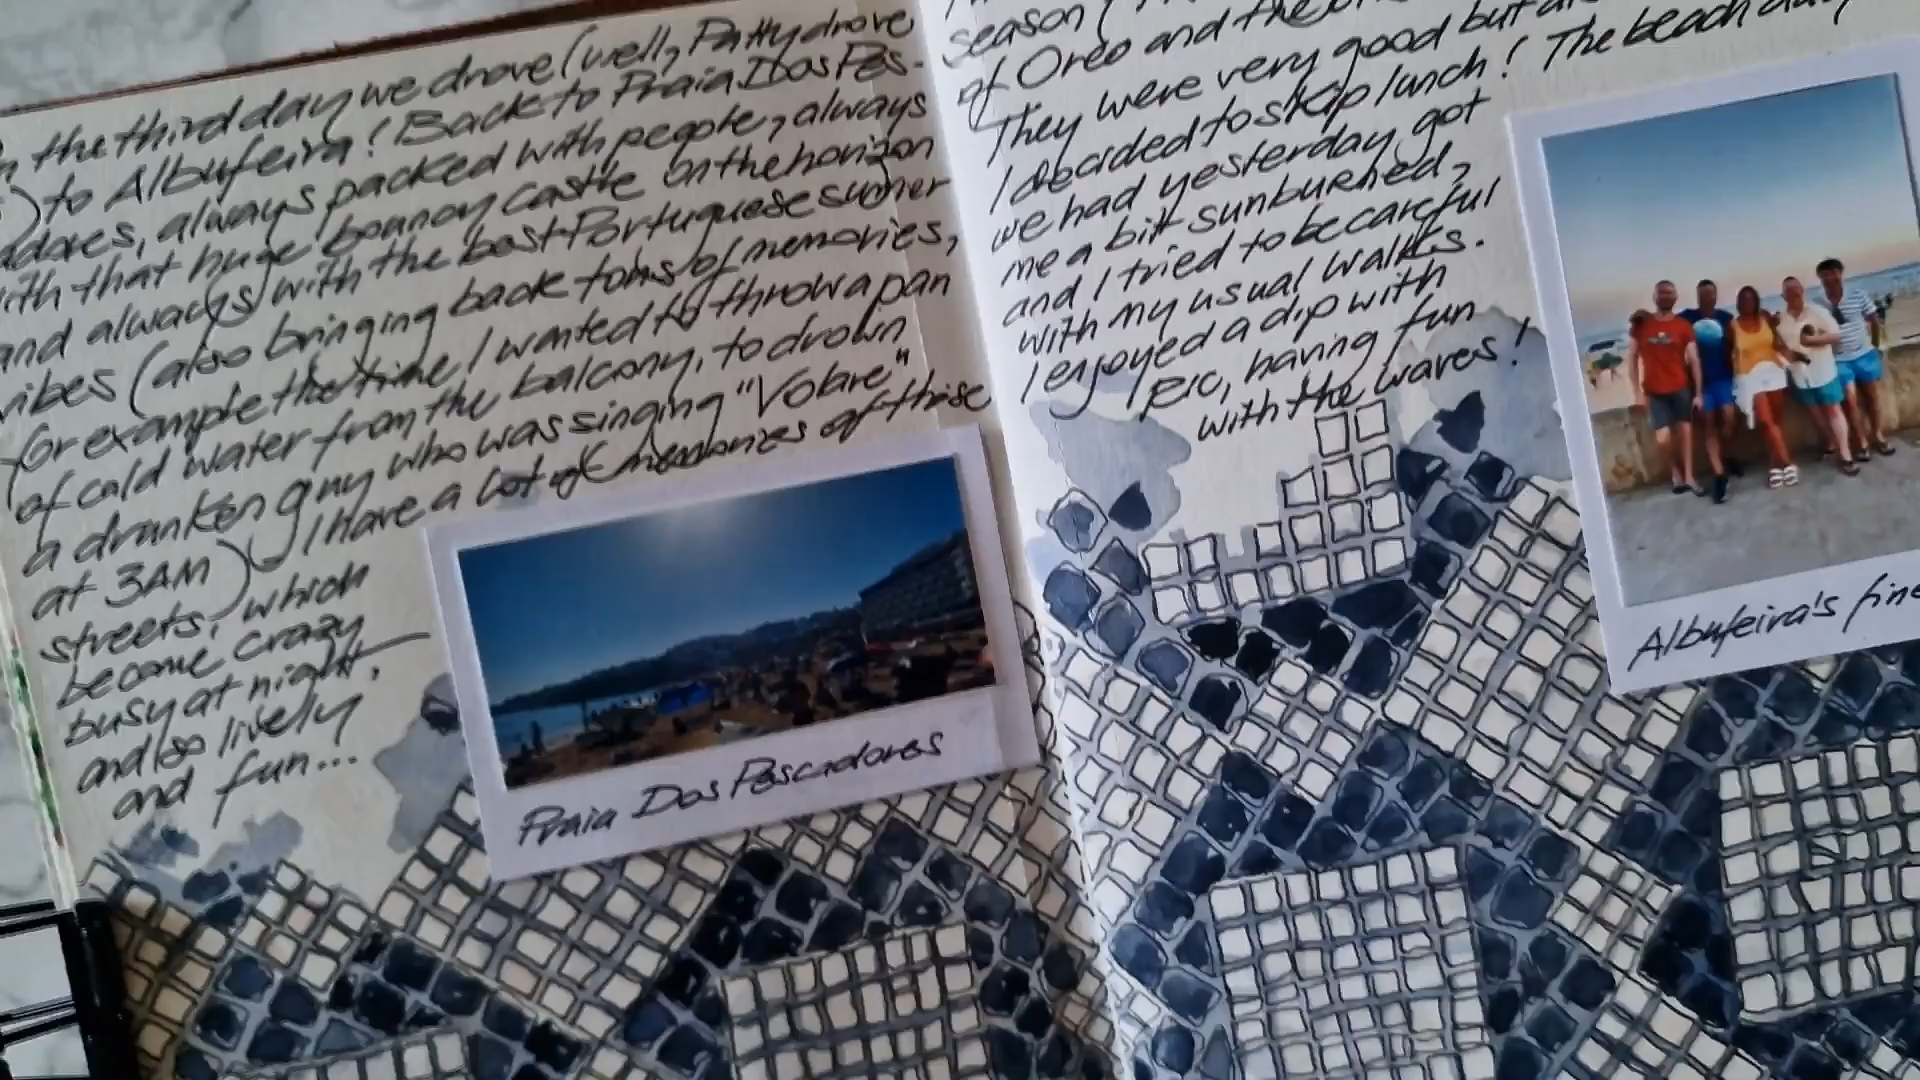 the third day we drove (well, Patty drove
) to Albufeira! Back to Praia Dos Pes-
adores, always packed with people, always
ith that huge bouncy castle on the horizon
and always with the best Portuguese sumer
vibes (also bringing back tons of memories,
for example the time I wanted to throw a pan
of cold water from the balcony, to drown
a drunken guy who was singing "Volare"
at 3AM) I have a lot of memories of those
streets, which
become crazy
busy at night,
and so lively
and fun...
Praia Dos Pescadores
season
of Oreo and the
They were very good but
I decided to skip lunch! The beach day
we had yesterday got
me a bit sunburned,
and I tried to be careful
with my usual walks.
I enjoyed a dip with
Ric, having fun
with the waves!
Albufeira's fine